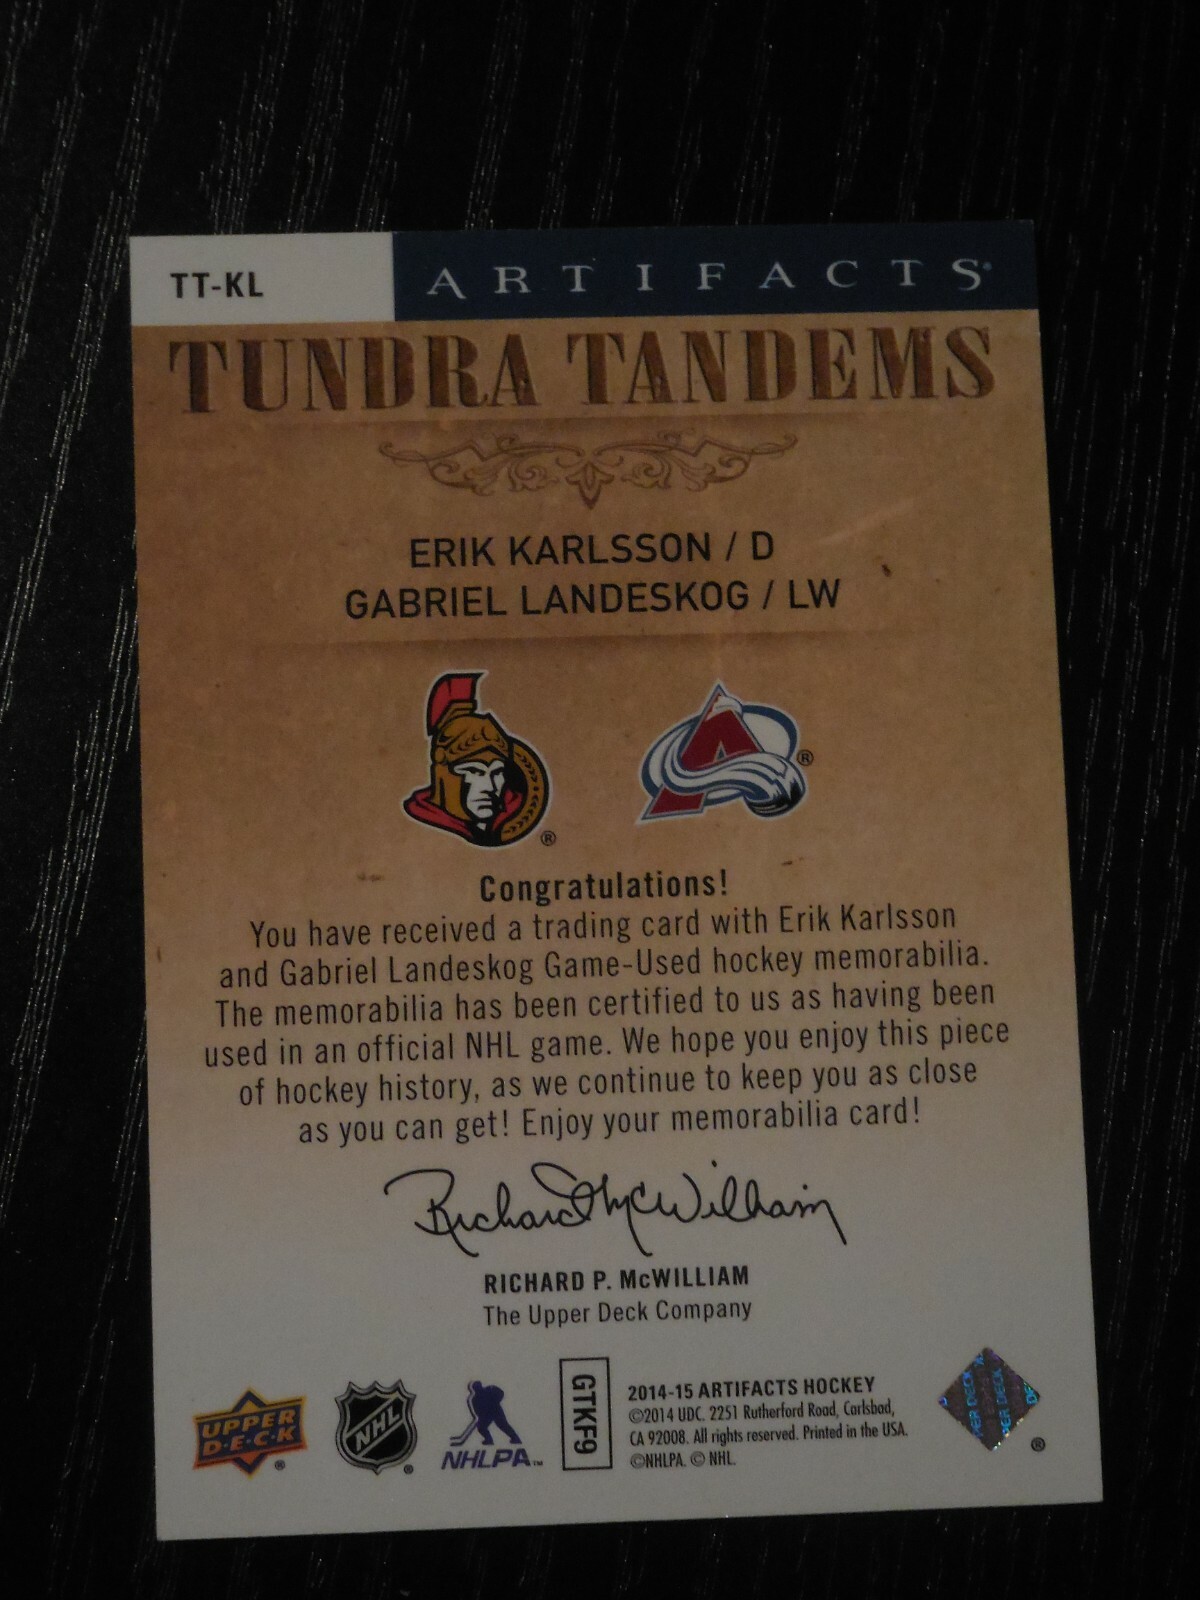 TT-KL
ARTIFACTS®
TUNDRA TANDEMS
ERIK KARLSSON / D
GABRIEL LANDESKOG / LW
®
®
Congratulations!
You have received a trading card with Erik Karlsson
and Gabriel Landeskog Game-Used hockey memorabilia.
The memorabilia has been certified to us as having been
used in an official NHL game. We hope you enjoy this piece
of hockey history, as we continue to keep you as close
as you can get! Enjoy your memorabilia card!
Richard McWilliam
RICHARD P. McWILLIAM
The Upper Deck Company
UPPER
D·E·C·K
®
NHL
®
NHLPA™
GTKF9
2014-15 ARTIFACTS HOCKEY
©2014 UDC. 2251 Rutherford Road, Carlsbad,
CA 92008. All rights reserved. Printed in the USA.
©NHLPA. © NHL.
PER DECK
PER DECK
DE
®